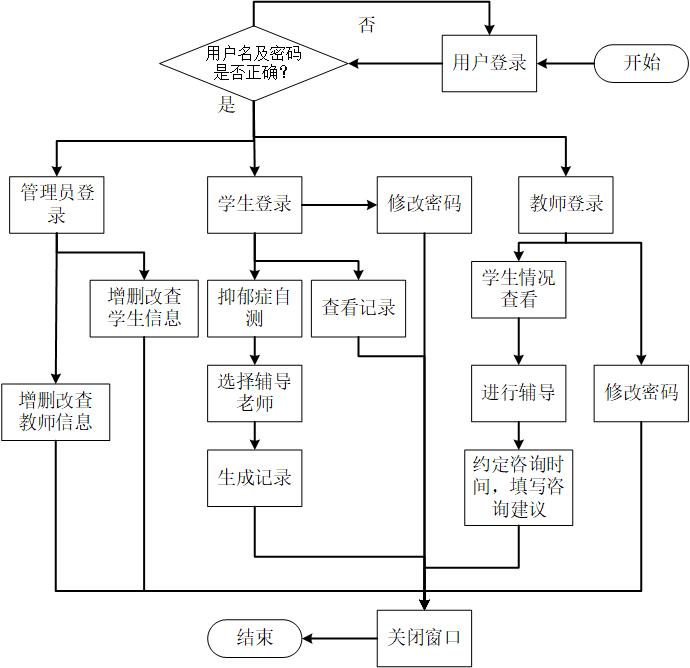 否
用户名及密码
是否正确？
用户登录
开始
是
管理员登
录
学生登录
修改密码
教师登录
增删改查
学生信息
抑郁症自
测
查看记录
学生情况
查看
增删改查
教师信息
选择辅导
老师
进行辅导
修改密码
生成记录
约定咨询时
间，填写咨
询建议
结束
关闭窗口